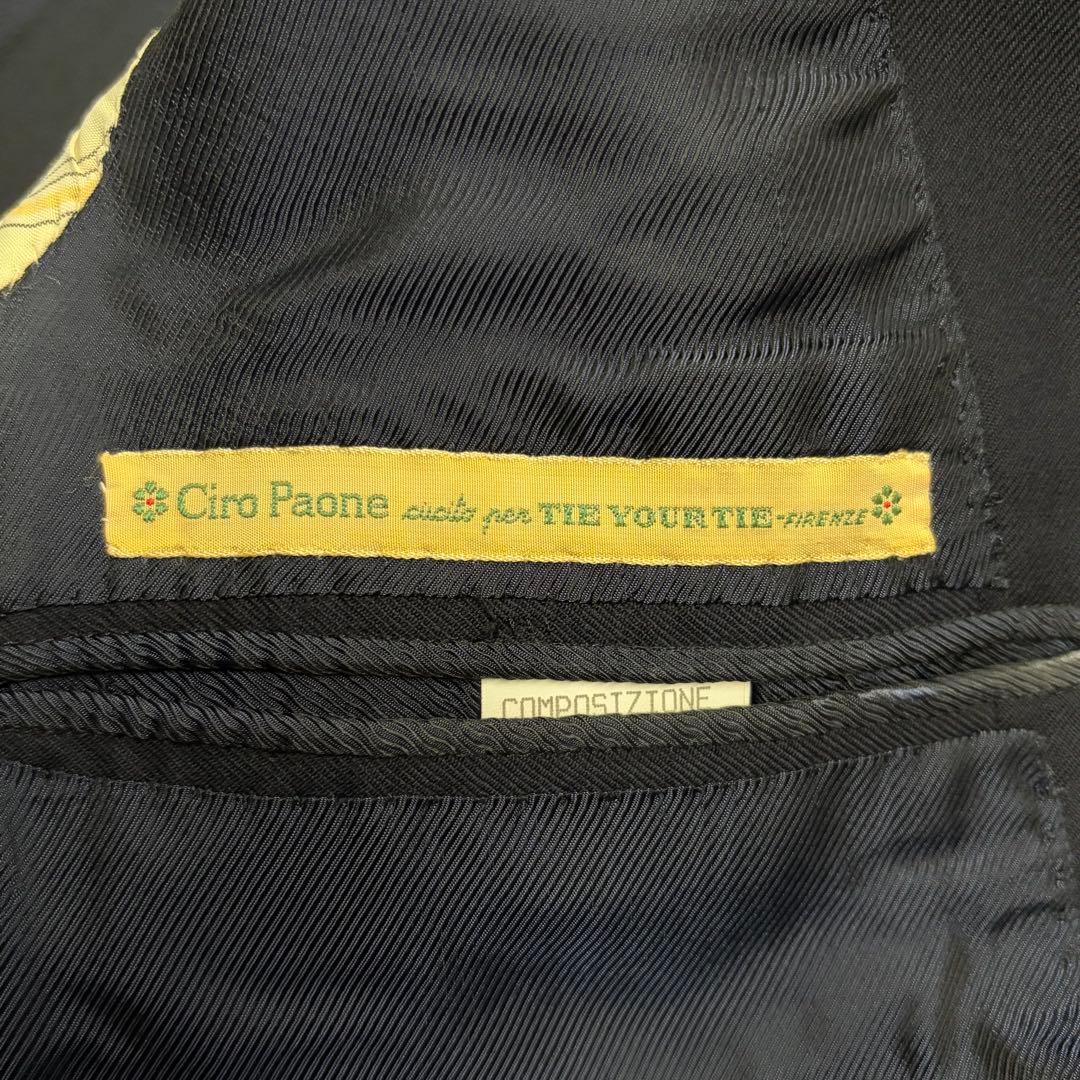 Ciro Paone cucito per TIE YOUR TIE-FIRENZE
COMPOSIZIONE